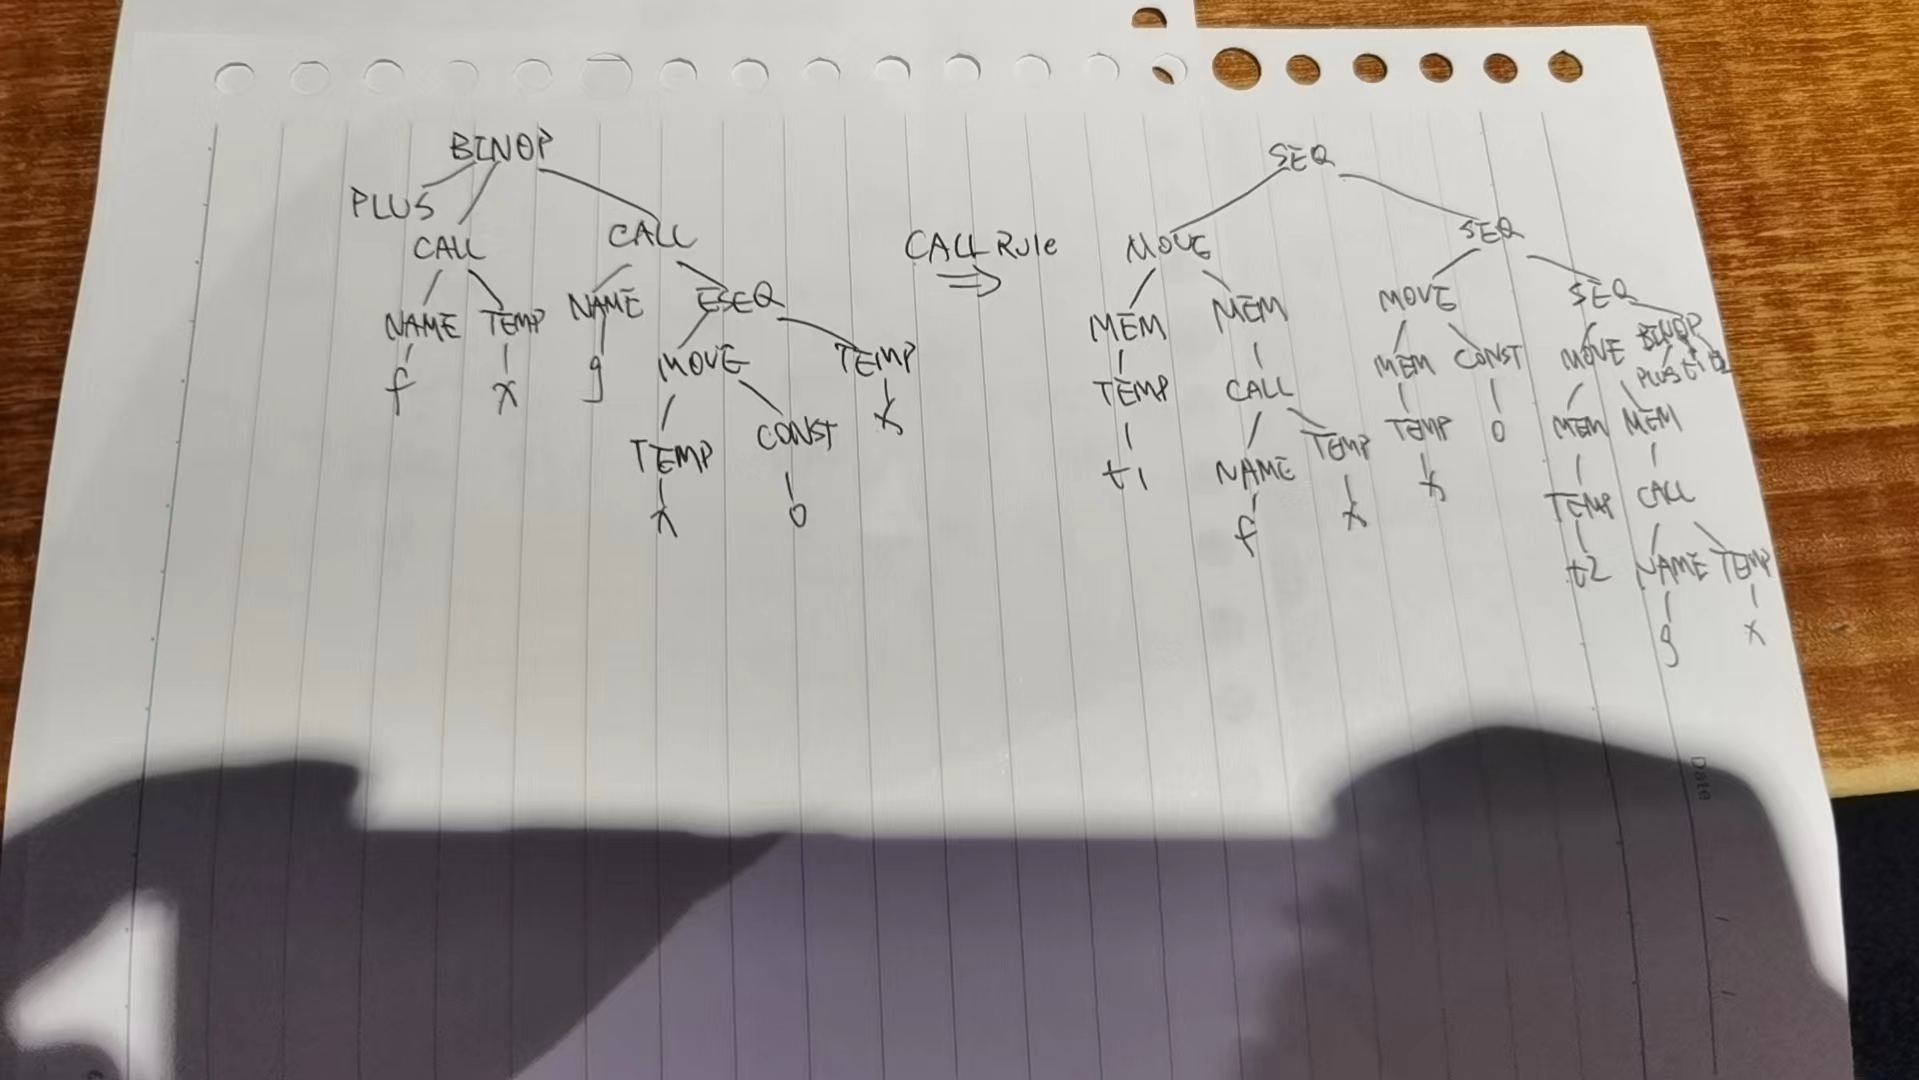 BINOP
PLUS
CALL CALL
NAME TEMP NAME ESEQ
f x g MOVE TEMP
x
TEMP CONST
x 0
CALL Rule
⇒
SEQ
MOVE SEQ
MEM MEM MOVE SEQ
TEMP CALL MEM CONST MOVE BINOP
PLUS t1 t2
t1 NAME TEMP TEMP 0 MEM MEM
f x x TEMP CALL
t2 NAME TEMP
g x
Date